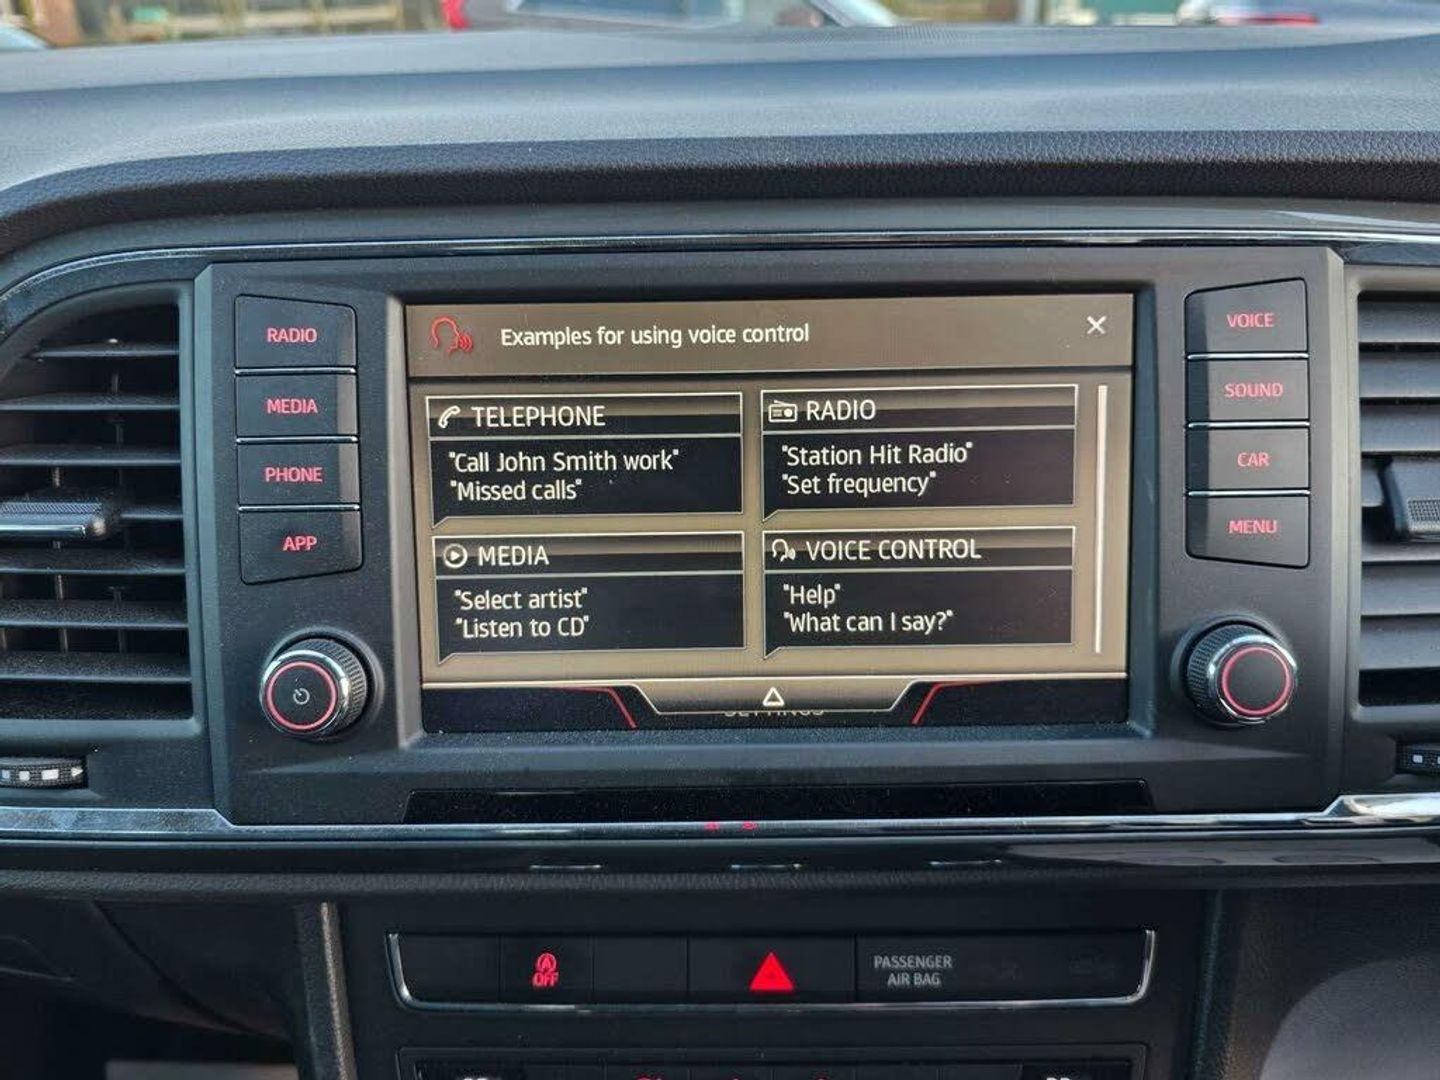 Examples for using voice control
RADIO
MEDIA
PHONE
APP
TELEPHONE
"Call John Smith work"
"Missed calls"
RADIO
"Station Hit Radio"
"Set frequency"
MEDIA
"Select artist"
"Listen to CD"
VOICE CONTROL
"Help"
"What can I say?"
VOICE
SOUND
CAR
MENU
A
OFF
PASSENGER
AIR BAG